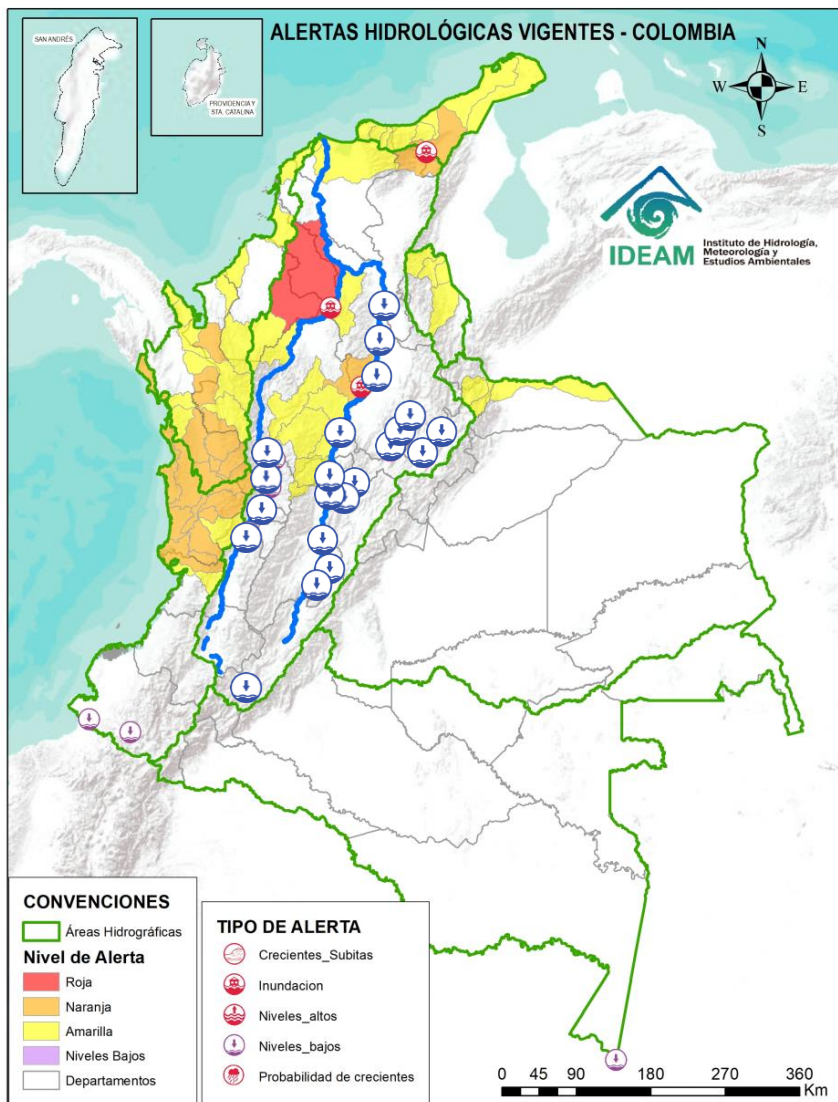 ALERTAS HIDROLÓGICAS VIGENTES - COLOMBIA
SAN ANDRÉS
PROVIDENCIA Y
STA. CATALINA
N
W
E
S
IDEAM
Instituto de Hidrología,
Meteorología y
Estudios Ambientales
CONVENCIONES
Áreas Hidrográficas
Nivel de Alerta
Roja
Naranja
Amarilla
Niveles Bajos
Departamentos
TIPO DE ALERTA
Crecientes_Subitas
Inundacion
Niveles_altos
Niveles_bajos
Probabilidad de crecientes
0 45 90 180 270 360
Km